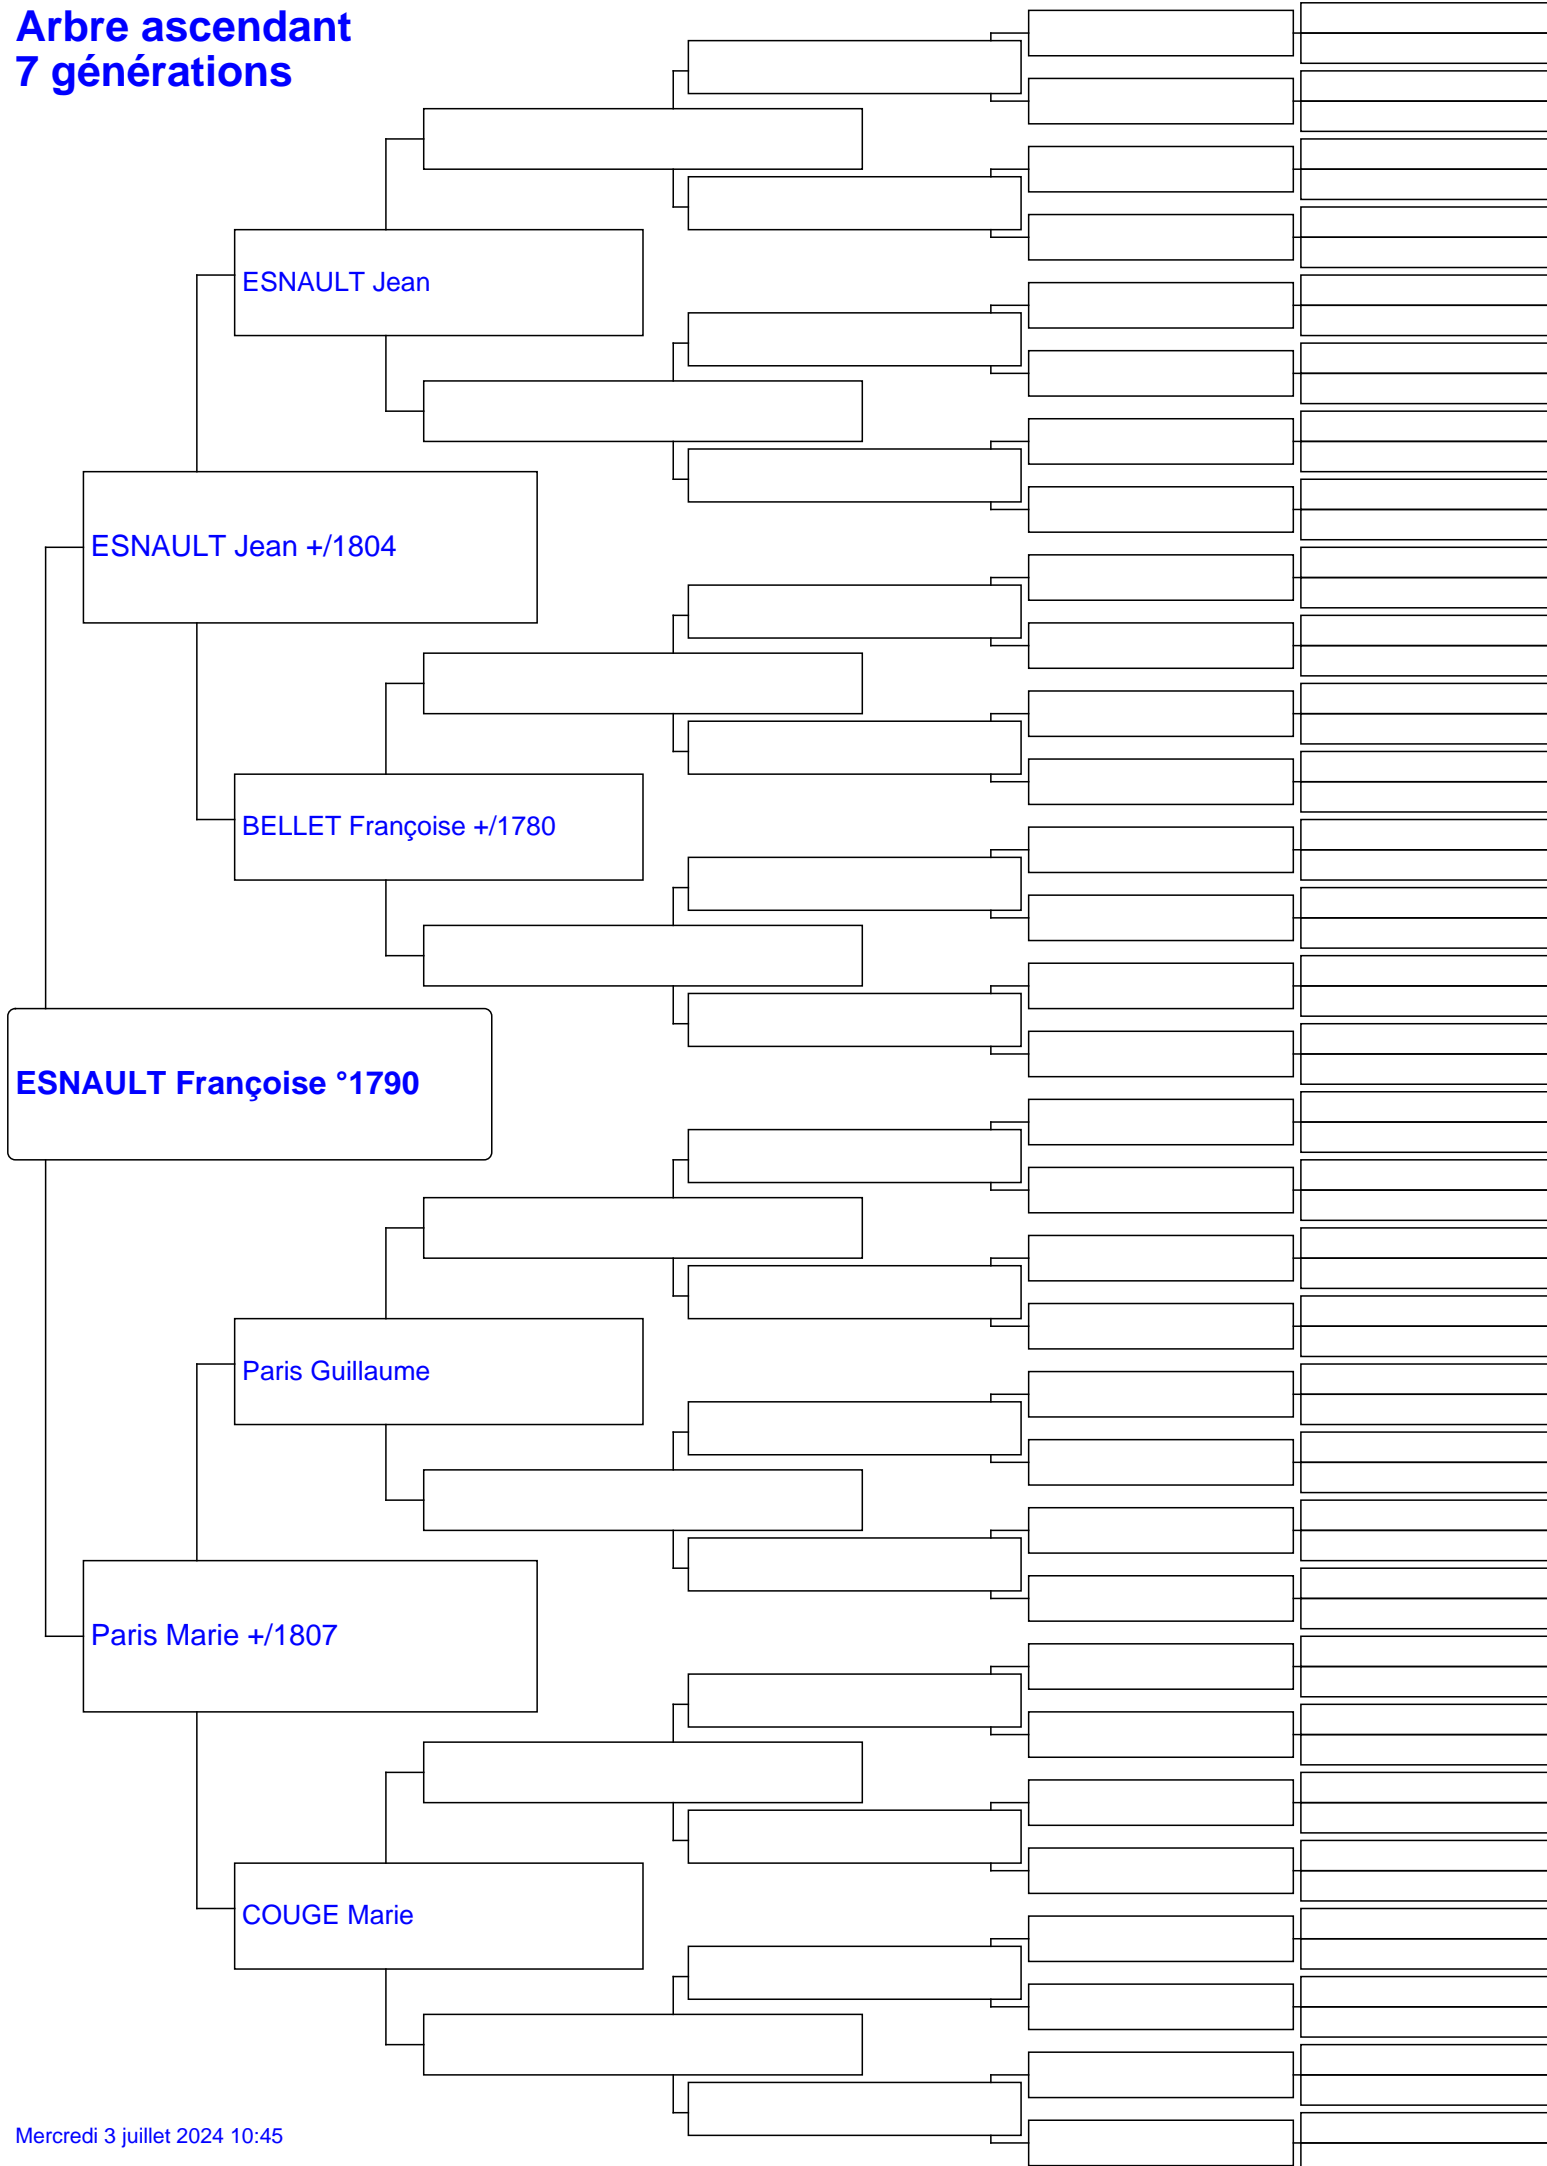 Arbre ascendant
7 générations
ESNAULT Jean
ESNAULT Jean +/1804
BELLET Françoise +/1780
ESNAULT Françoise °1790
Paris Guillaume
Paris Marie +/1807
COUGE Marie
Mercredi 3 juillet 2024 10:45